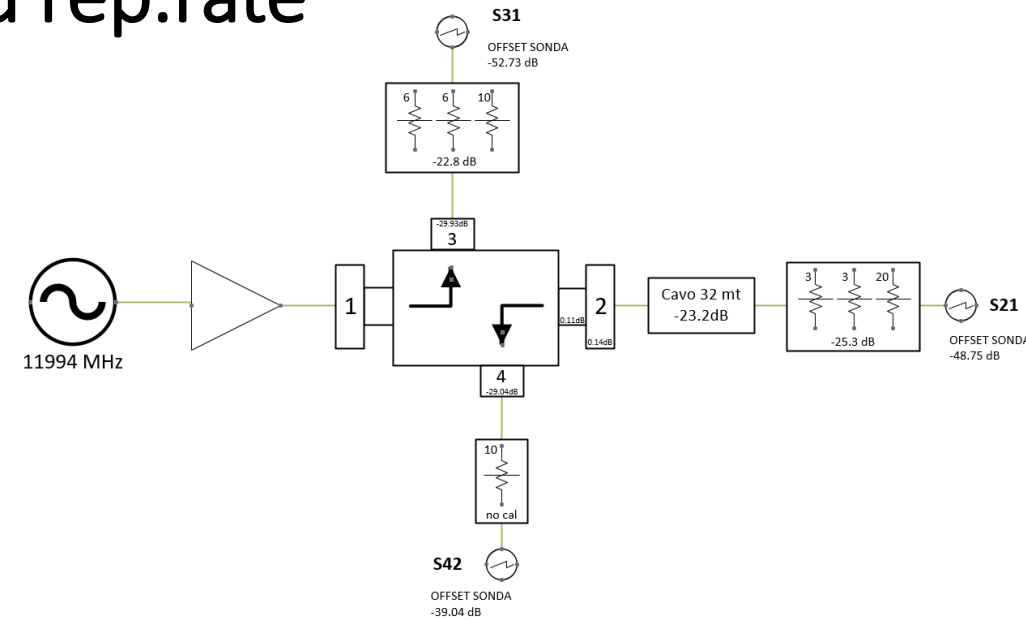 rep.rate
S31
OFFSET SONDA
-52.73 dB
6 6 10
-22.8 dB
-29.93dB
3
11994 MHz
1
0.11dB
2
0.14dB
Cavo 32 mt
-23.2dB
3 3 20
-25.3 dB
S21
OFFSET SONDA
-48.75 dB
4
-29.04dB
10
no cal
S42
OFFSET SONDA
-39.04 dB